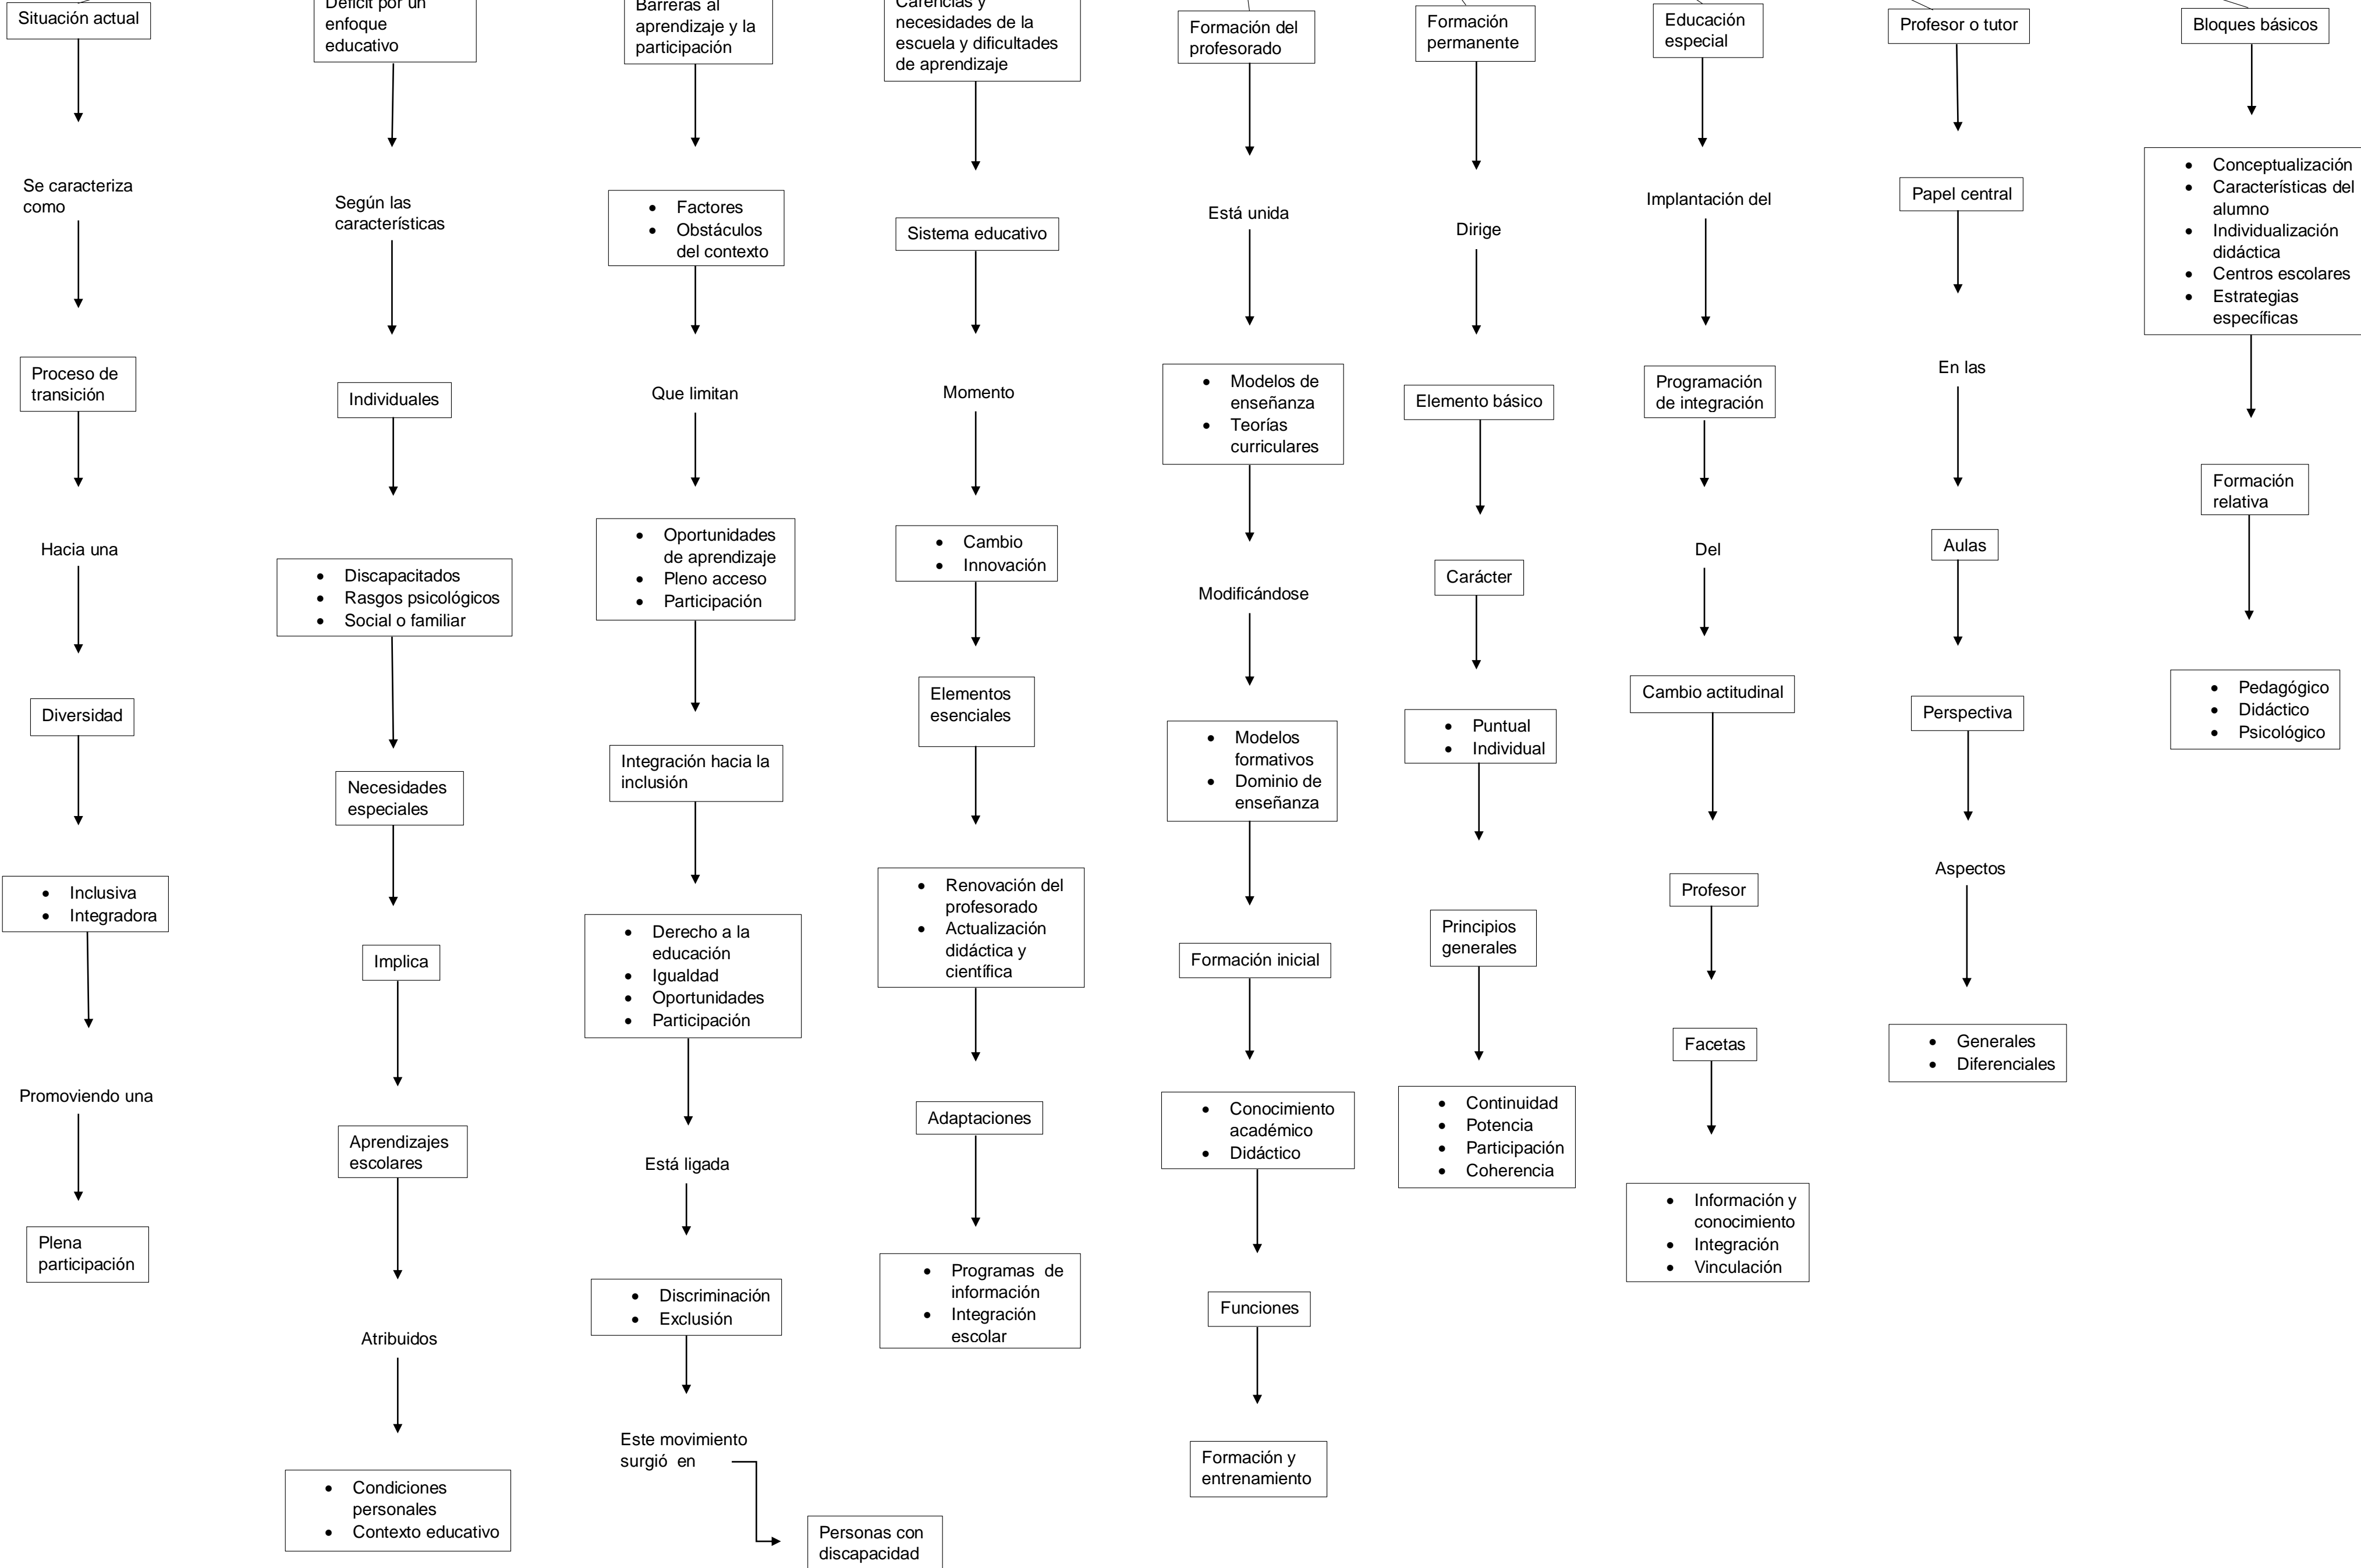 Situación actual
Se caracteriza
como
Proceso de
transición
Hacia una
Diversidad
• Inclusiva
• Integradora
Promoviendo una
Plena
participación
Déficit por un
enfoque
educativo
Según las
características
Individuales
• Discapacitados
• Rasgos psicológicos
• Social o familiar
Necesidades
especiales
Implica
Aprendizajes
escolares
Atribuidos
• Condiciones
personales
• Contexto educativo
Barreras al
aprendizaje y la
participación
• Factores
• Obstáculos
del contexto
Que limitan
• Oportunidades
de aprendizaje
• Pleno acceso
• Participación
Integración hacia la
inclusión
• Derecho a la
educación
• Igualdad
• Oportunidades
• Participación
Está ligada
• Discriminación
• Exclusión
Este movimiento
surgió en
Personas con
discapacidad
Carencias y
necesidades de la
escuela y dificultades
de aprendizaje
Sistema educativo
Momento
• Cambio
• Innovación
Elementos
esenciales
• Renovación del
profesorado
• Actualización
didáctica y
científica
Adaptaciones
• Programas de
información
• Integración
escolar
Formación del
profesorado
Está unida
• Modelos de
enseñanza
• Teorías
curriculares
Modificándose
• Modelos
formativos
• Dominio de
enseñanza
Formación inicial
• Conocimiento
académico
• Didáctico
Funciones
Formación y
entrenamiento
Formación
permanente
Dirige
Elemento básico
Carácter
• Puntual
• Individual
Principios
generales
• Continuidad
• Potencia
• Participación
• Coherencia
Educación
especial
Implantación del
Programación
de integración
Del
Cambio actitudinal
Profesor
Facetas
• Información y
conocimiento
• Integración
• Vinculación
Profesor o tutor
Papel central
En las
Aulas
Perspectiva
Aspectos
• Generales
• Diferenciales
Bloques básicos
• Conceptualización
• Características del
alumno
• Individualización
didáctica
• Centros escolares
• Estrategias
específicas
Formación
relativa
• Pedagógico
• Didáctico
• Psicológico